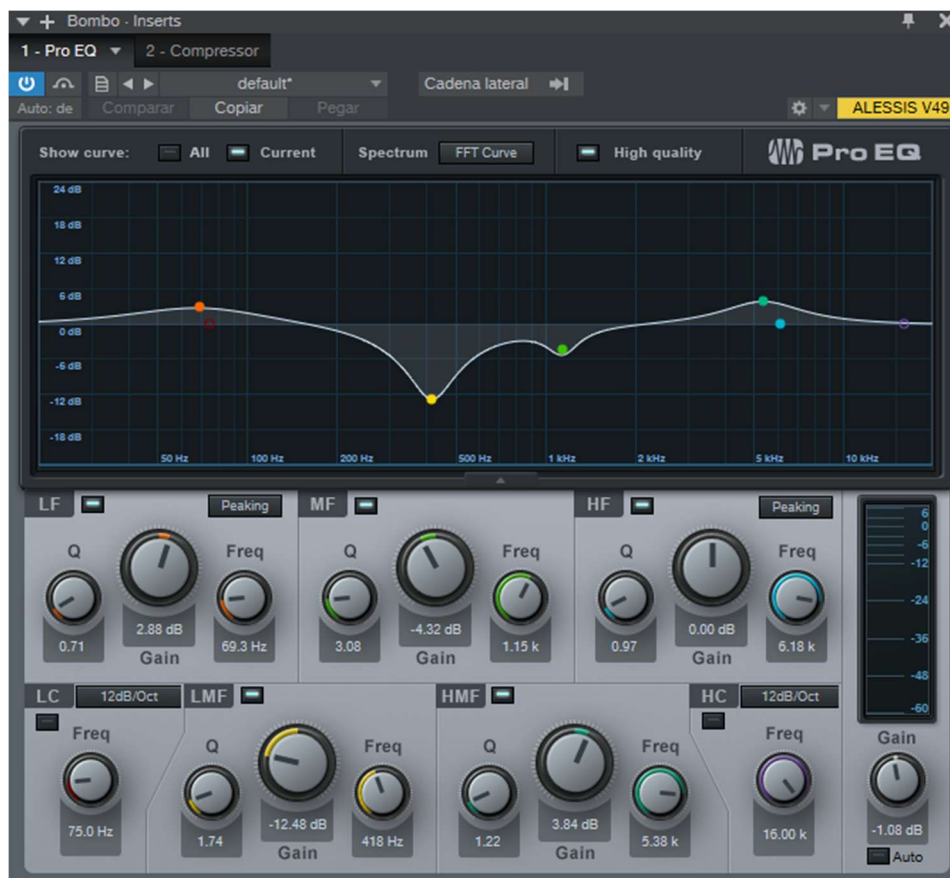 Bombo - Inserts
1 - Pro EQ 2 - Compressor
default* Cadena lateral
Auto: de Comparar Copiar Pegar ALESSIS V49
Show curve: All Current Spectrum FFT Curve High quality Pro EQ
24 dB
18 dB
12 dB
6 dB
0 dB
-6 dB
-12 dB
-18 dB
50 Hz 100 Hz 200 Hz 500 Hz 1 kHz 2 kHz 5 kHz 10 kHz
LF Peaking
Q Freq
0.71 2.88 dB 69.3 Hz
Gain
MF
Q Freq
3.08 -4.32 dB 1.15 k
Gain
HF Peaking
Q Freq
0.97 0.00 dB 6.18 k
Gain
6
0
-6
-12
-24
-36
-48
-60
LC 12dB/Oct
Freq
75.0 Hz
LMF
Q Freq
1.74 -12.48 dB 418 Hz
Gain
HMF
Q Freq
1.22 3.84 dB 5.38 k
Gain
HC 12dB/Oct
Freq
16.00 k
Gain
-1.08 dB
Auto